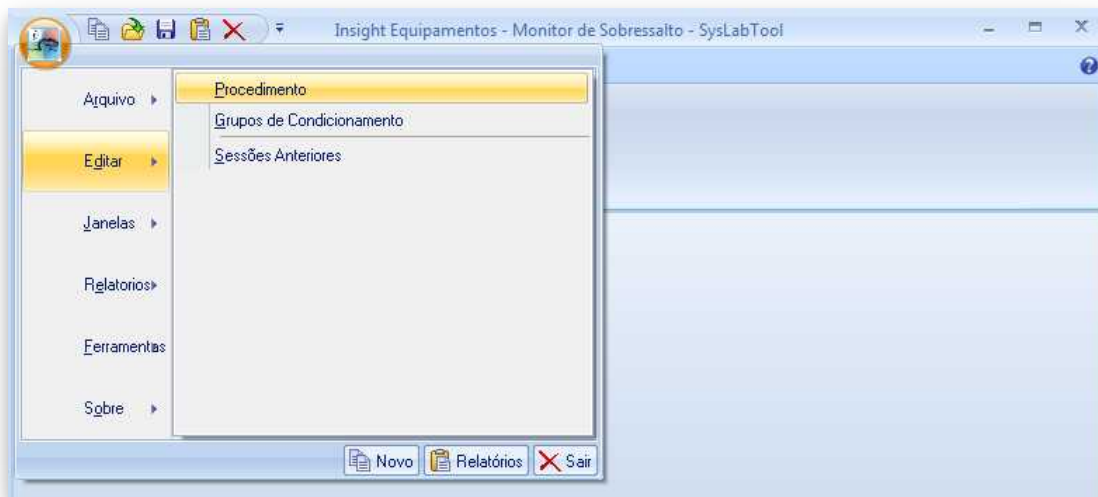 Insight Equipamentos - Monitor de Sobressalto - SysLabTool
Arquivo
Editar
Janelas
Relatorios
Ferramentas
Sobre
Procedimento
Grupos de Condicionamento
Sessões Anteriores
Novo
Relatórios
Sair